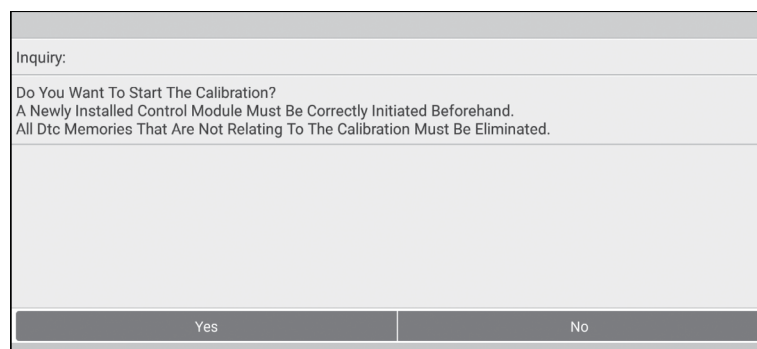 Inquiry:
Do You Want To Start The Calibration?
A Newly Installed Control Module Must Be Correctly Initiated Beforehand.
All Dtc Memories That Are Not Relating To The Calibration Must Be Eliminated.
Yes
No